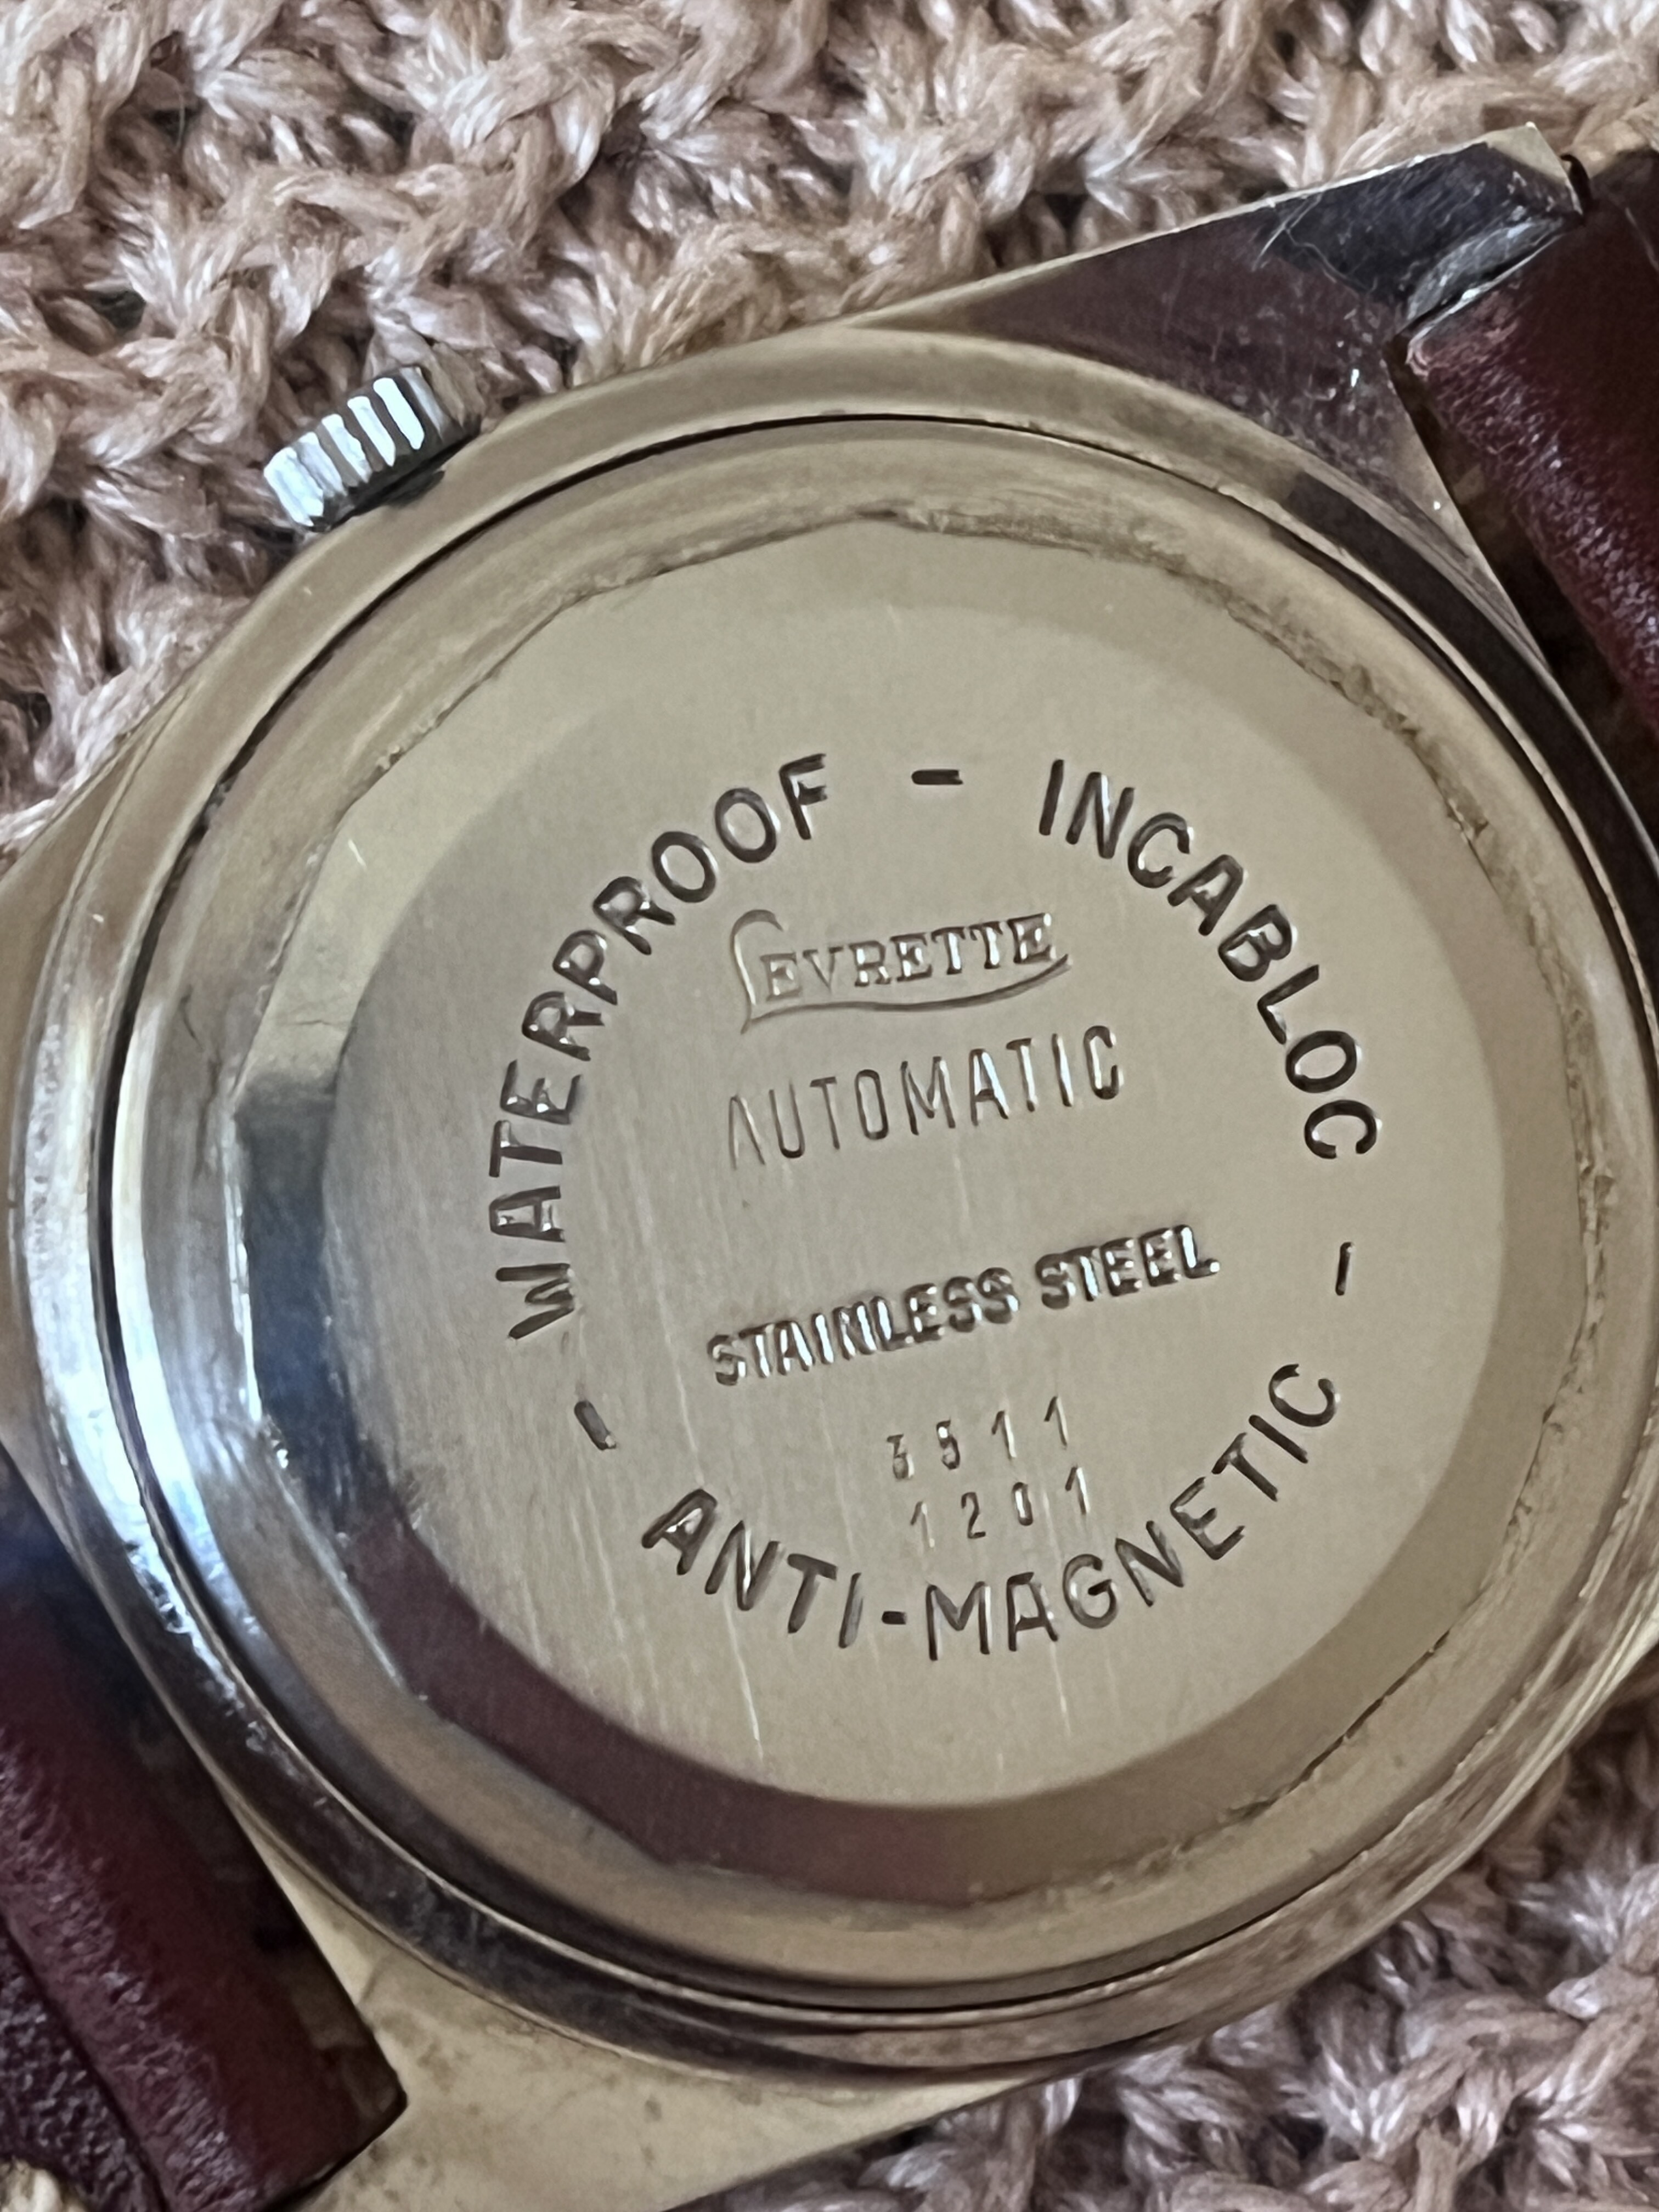 WATERPROOF - INCABLOC -
LEVRETTE
AUTOMATIC
STAINLESS STEEL
3511
1201
- ANTI-MAGNETIC